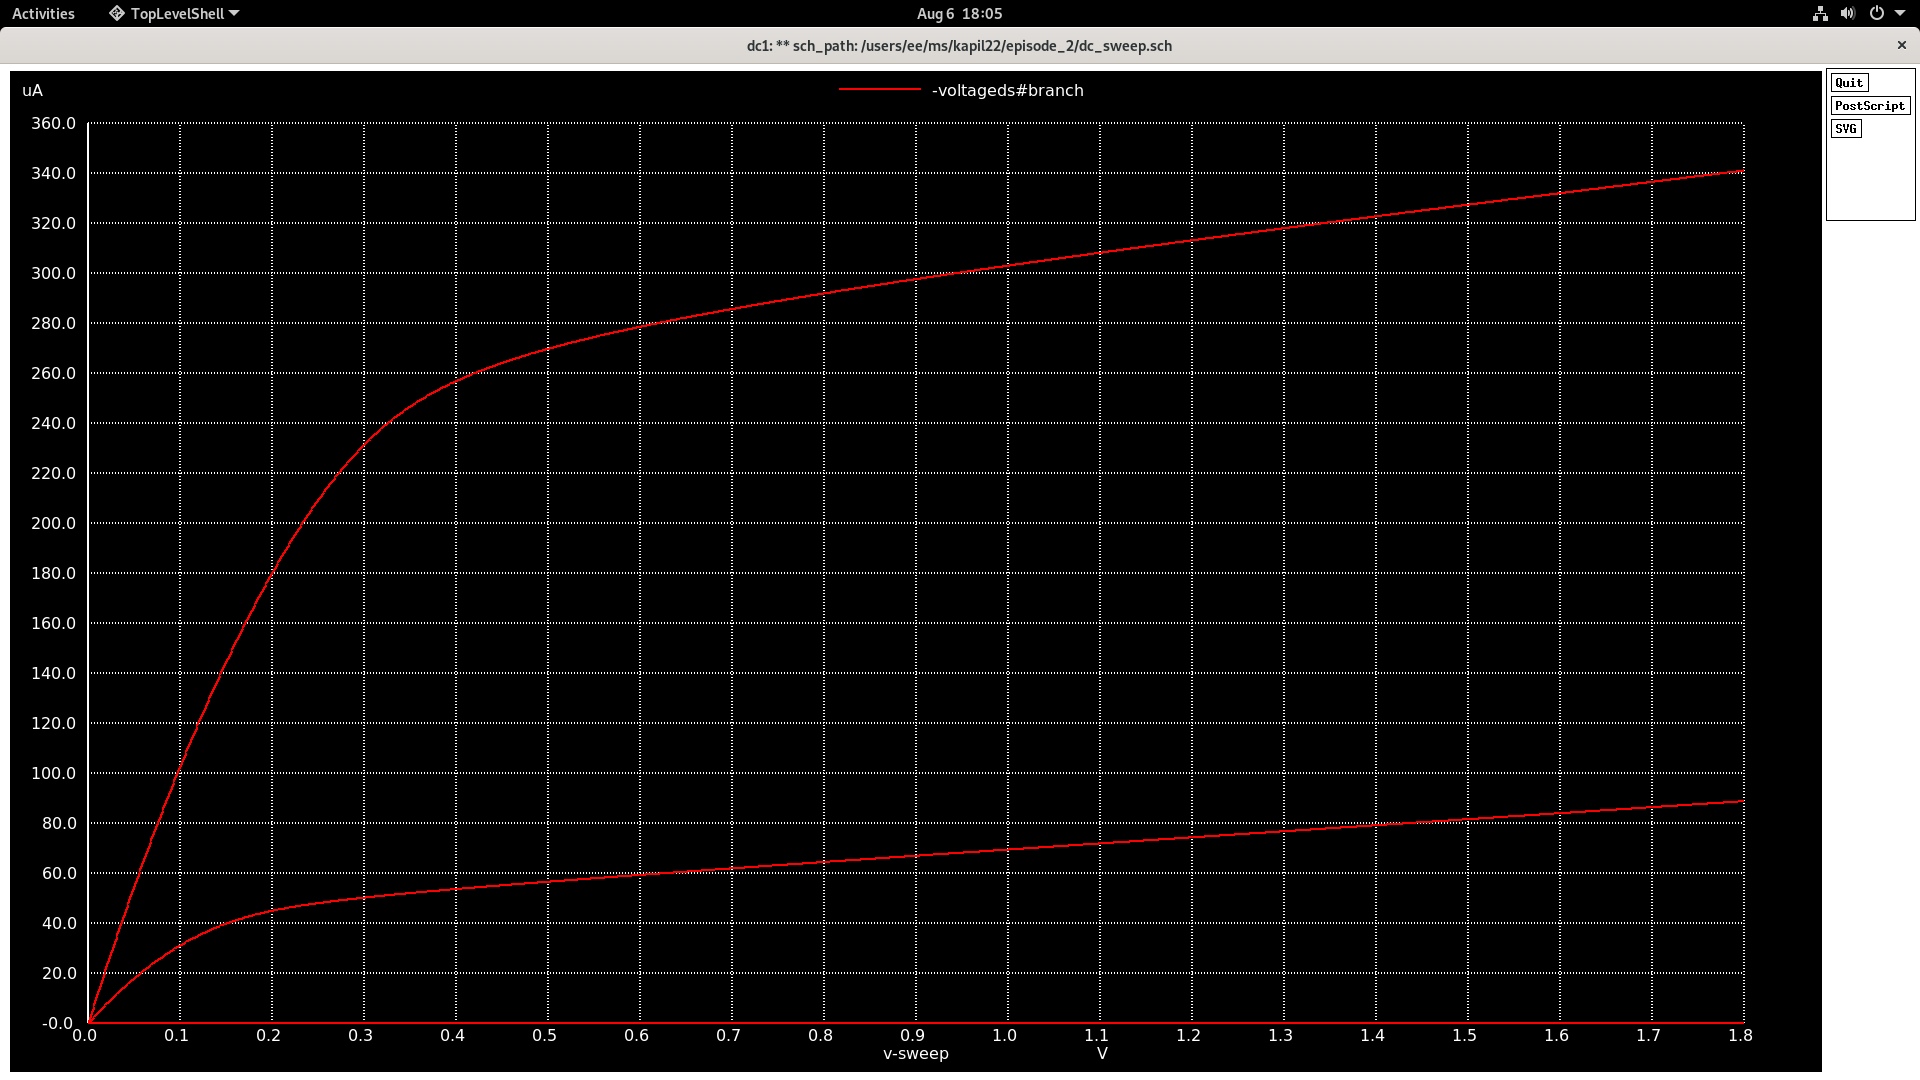 Activities TopLevelShell Aug 6 18:05
dc1: ** sch_path: /users/ee/ms/kapil22/episode_2/dc_sweep.sch ×
Quit
PostScript
SVG
uA -voltageds#branch
360.0
340.0
320.0
300.0
280.0
260.0
240.0
220.0
200.0
180.0
160.0
140.0
120.0
100.0
80.0
60.0
40.0
20.0
-0.0
0.0 0.1 0.2 0.3 0.4 0.5 0.6 0.7 0.8 0.9 1.0 1.1 1.2 1.3 1.4 1.5 1.6 1.7 1.8
v-sweep V